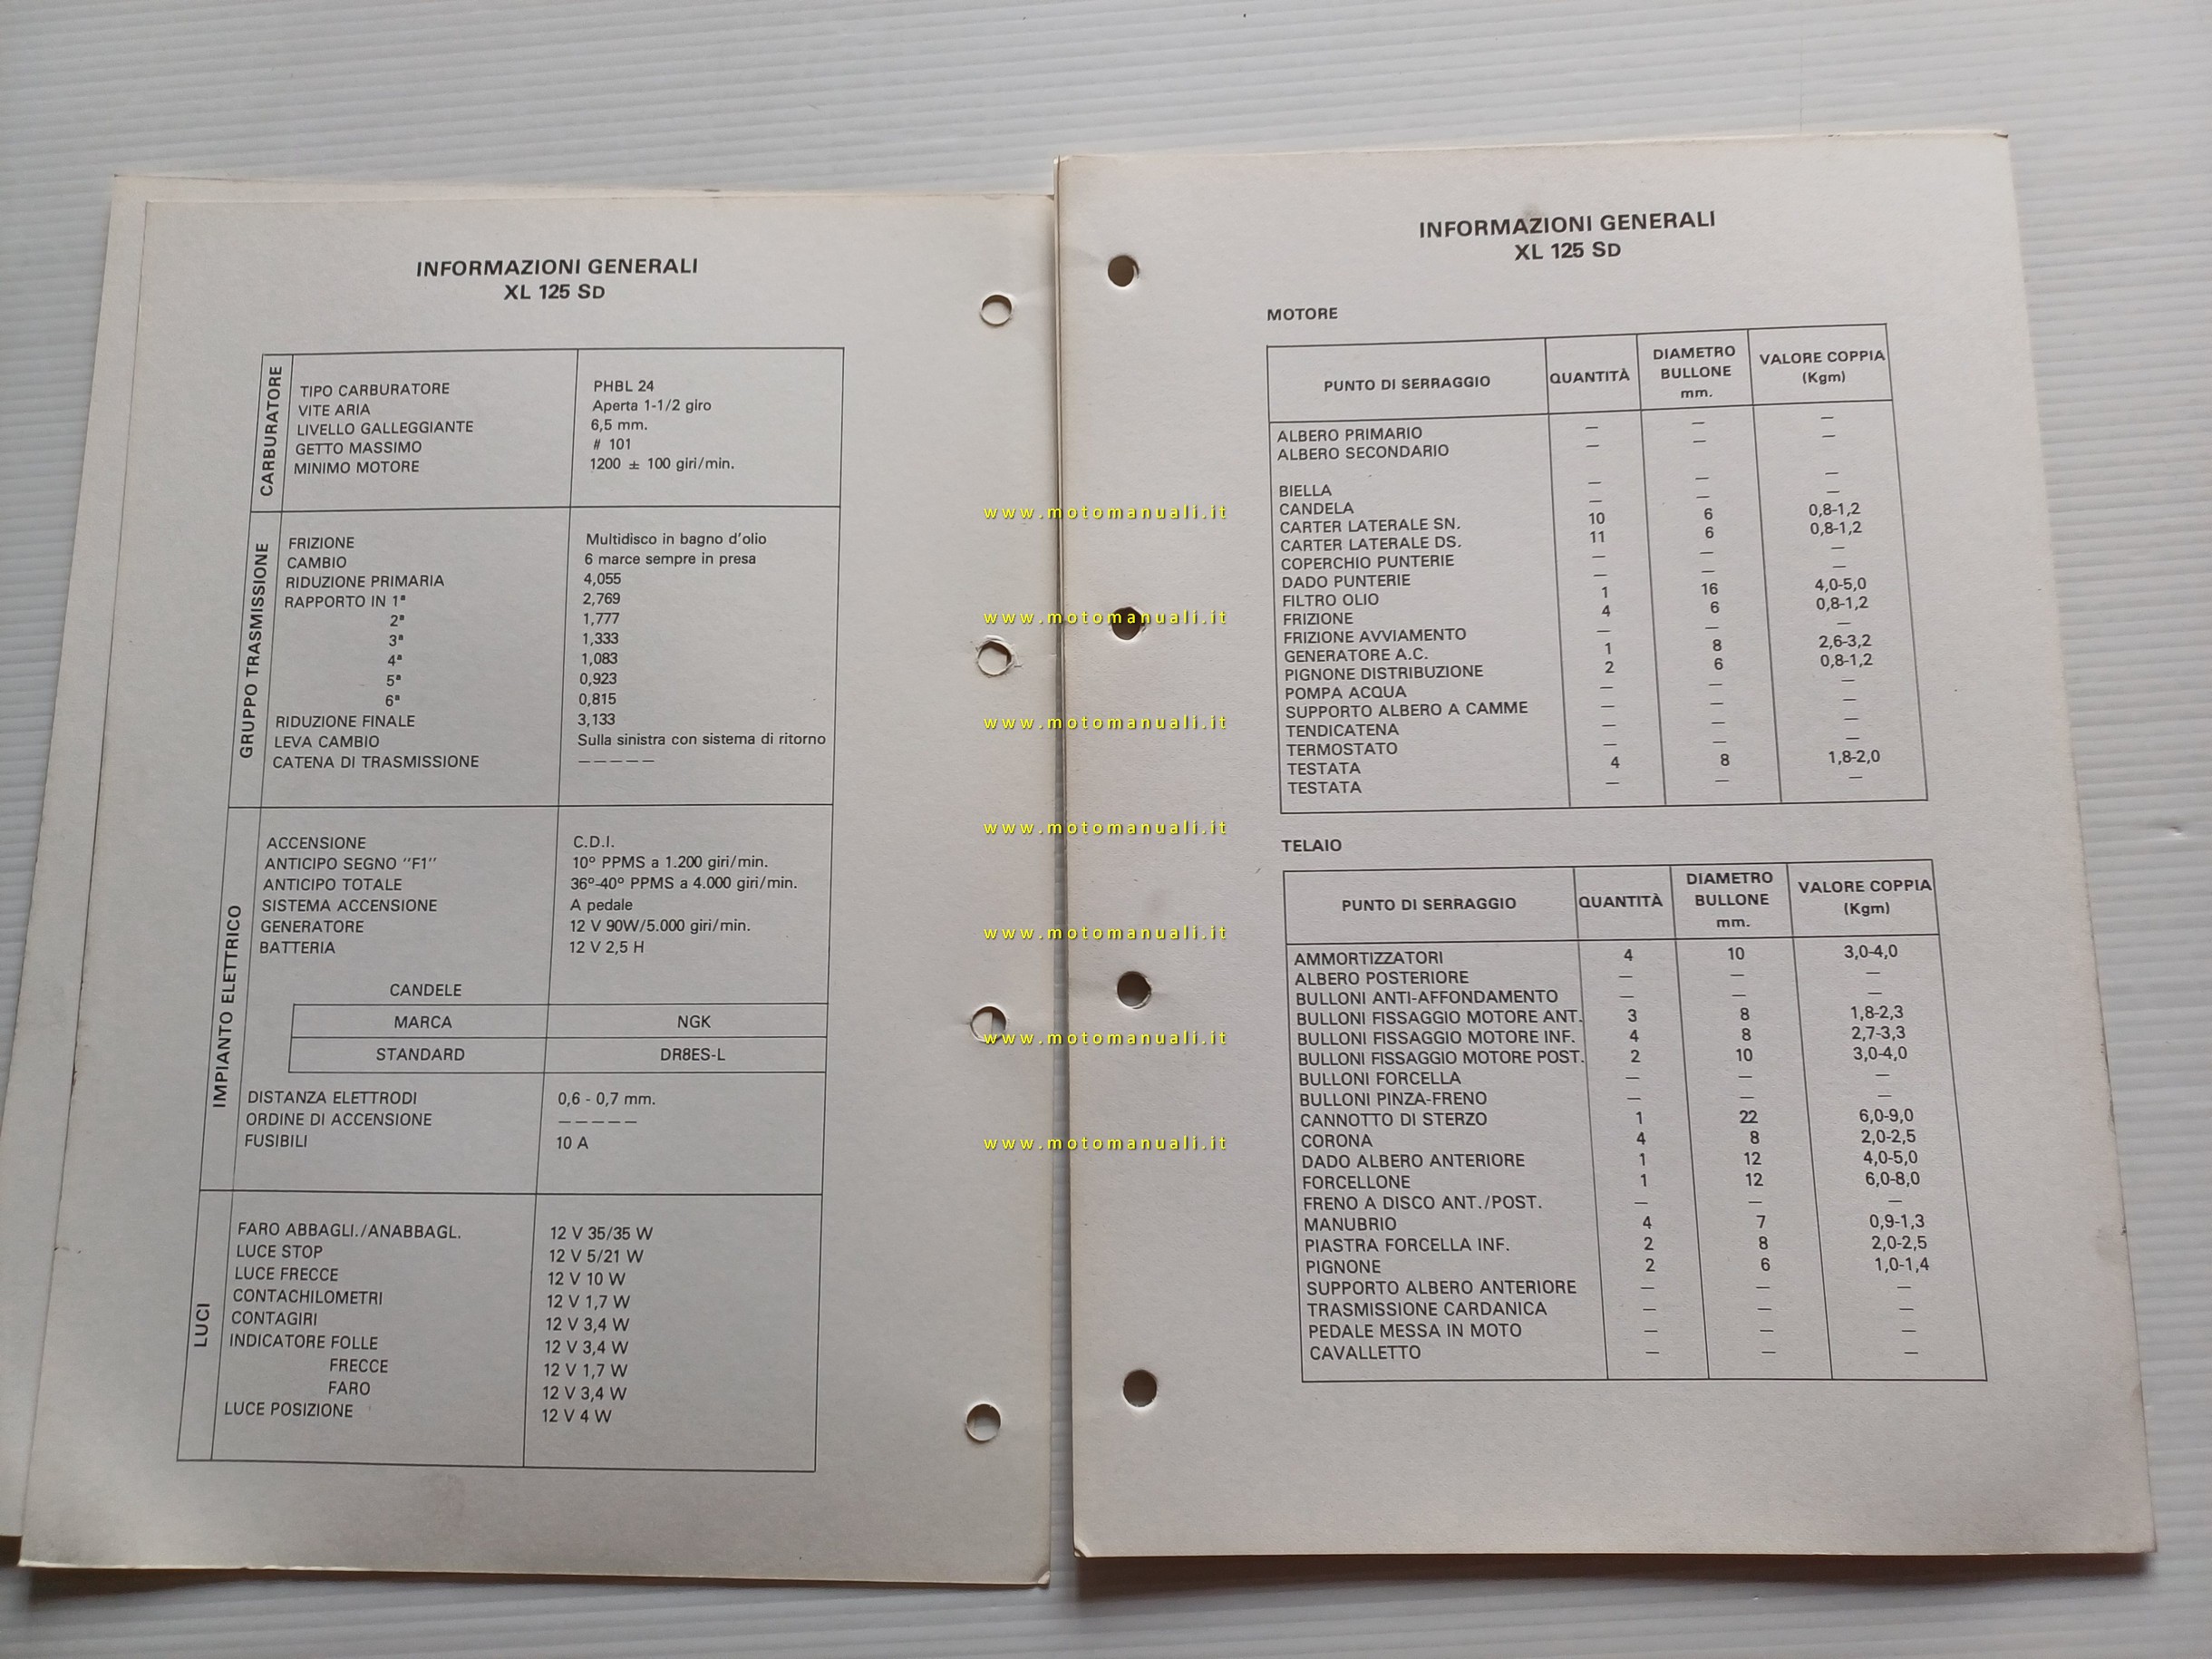 INFORMAZIONI GENERALI
XL 125 SD
CARBURATORE
TIPO CARBURATORE PHBL 24
VITE ARIA Aperta 1-1/2 giro
LIVELLO GALLEGGIANTE 6,5 mm.
GETTO MASSIMO # 101
MINIMO MOTORE 1200 ± 100 giri/min.
GRUPPO TRASMISSIONE
FRIZIONE Multidisco in bagno d'olio
CAMBIO 6 marce sempre in presa
RIDUZIONE PRIMARIA 4,055
RAPPORTO IN 1ª 2,769
2ª 1,777
3ª 1,333
4ª 1,083
5ª 0,923
6ª 0,815
RIDUZIONE FINALE 3,133
LEVA CAMBIO Sulla sinistra con sistema di ritorno
CATENA DI TRASMISSIONE — — — — —
IMPIANTO ELETTRICO
ACCENSIONE C.D.I.
ANTICIPO SEGNO "F1" 10° PPMS a 1.200 giri/min.
ANTICIPO TOTALE 36°-40° PPMS a 4.000 giri/min.
SISTEMA ACCENSIONE A pedale
GENERATORE 12 V 90W/5.000 giri/min.
BATTERIA 12 V 2,5 H
CANDELE
MARCA NGK
STANDARD DR8ES-L
DISTANZA ELETTRODI 0,6 - 0,7 mm.
ORDINE DI ACCENSIONE — — — — —
FUSIBILI 10 A
LUCI
FARO ABBAGLI./ANABBAGL. 12 V 35/35 W
LUCE STOP 12 V 5/21 W
LUCE FRECCE 12 V 10 W
CONTACHILOMETRI 12 V 1,7 W
CONTAGIRI 12 V 3,4 W
INDICATORE FOLLE 12 V 3,4 W
FRECCE 12 V 1,7 W
FARO 12 V 3,4 W
LUCE POSIZIONE 12 V 4 W
www.motomanuali.it
www.motomanuali.it
www.motomanuali.it
www.motomanuali.it
www.motomanuali.it
www.motomanuali.it
www.motomanuali.it
INFORMAZIONI GENERALI
XL 125 SD
MOTORE
PUNTO DI SERRAGGIO QUANTITÀ DIAMETRO BULLONE mm. VALORE COPPIA (Kgm)
ALBERO PRIMARIO — — —
ALBERO SECONDARIO — — —
BIELLA — — —
CANDELA — — —
CARTER LATERALE SN. 10 6 0,8-1,2
CARTER LATERALE DS. 11 6 0,8-1,2
COPERCHIO PUNTERIE — — —
DADO PUNTERIE — — —
FILTRO OLIO 1 16 4,0-5,0
FRIZIONE 4 6 0,8-1,2
FRIZIONE AVVIAMENTO — — —
GENERATORE A.C. 1 8 2,6-3,2
PIGNONE DISTRIBUZIONE 2 6 0,8-1,2
POMPA ACQUA — — —
SUPPORTO ALBERO A CAMME — — —
TENDICATENA — — —
TERMOSTATO — — —
TESTATA 4 8 1,8-2,0
TESTATA — — —
TELAIO
PUNTO DI SERRAGGIO QUANTITÀ DIAMETRO BULLONE mm. VALORE COPPIA (Kgm)
AMMORTIZZATORI 4 10 3,0-4,0
ALBERO POSTERIORE — — —
BULLONI ANTI-AFFONDAMENTO — — —
BULLONI FISSAGGIO MOTORE ANT. 3 8 1,8-2,3
BULLONI FISSAGGIO MOTORE INF. 4 8 2,7-3,3
BULLONI FISSAGGIO MOTORE POST. 2 10 3,0-4,0
BULLONI FORCELLA — — —
BULLONI PINZA-FRENO — — —
CANNOTTO DI STERZO 1 22 6,0-9,0
CORONA 4 8 2,0-2,5
DADO ALBERO ANTERIORE 1 12 4,0-5,0
FORCELLONE 1 12 6,0-8,0
FRENO A DISCO ANT./POST. — — —
MANUBRIO 4 7 0,9-1,3
PIASTRA FORCELLA INF. 2 8 2,0-2,5
PIGNONE 2 6 1,0-1,4
SUPPORTO ALBERO ANTERIORE — — —
TRASMISSIONE CARDANICA — — —
PEDALE MESSA IN MOTO — — —
CAVALLETTO — — —